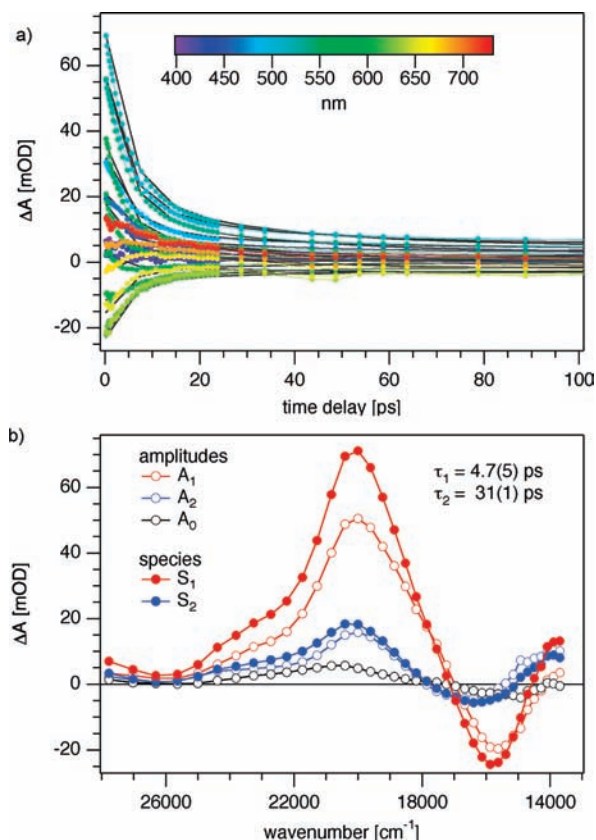 a)
60
40
20
0
-20
ΔA [mOD]
400 450 500 550 600 650 700
nm
0 20 40 60 80 100
time delay [ps]
b)
60
40
20
0
-20
ΔA [mOD]
amplitudes
A1
A2
A0
species
S1
S2
τ1 = 4.7(5) ps
τ2 = 31(1) ps
26000 22000 18000 14000
wavenumber [cm-1]